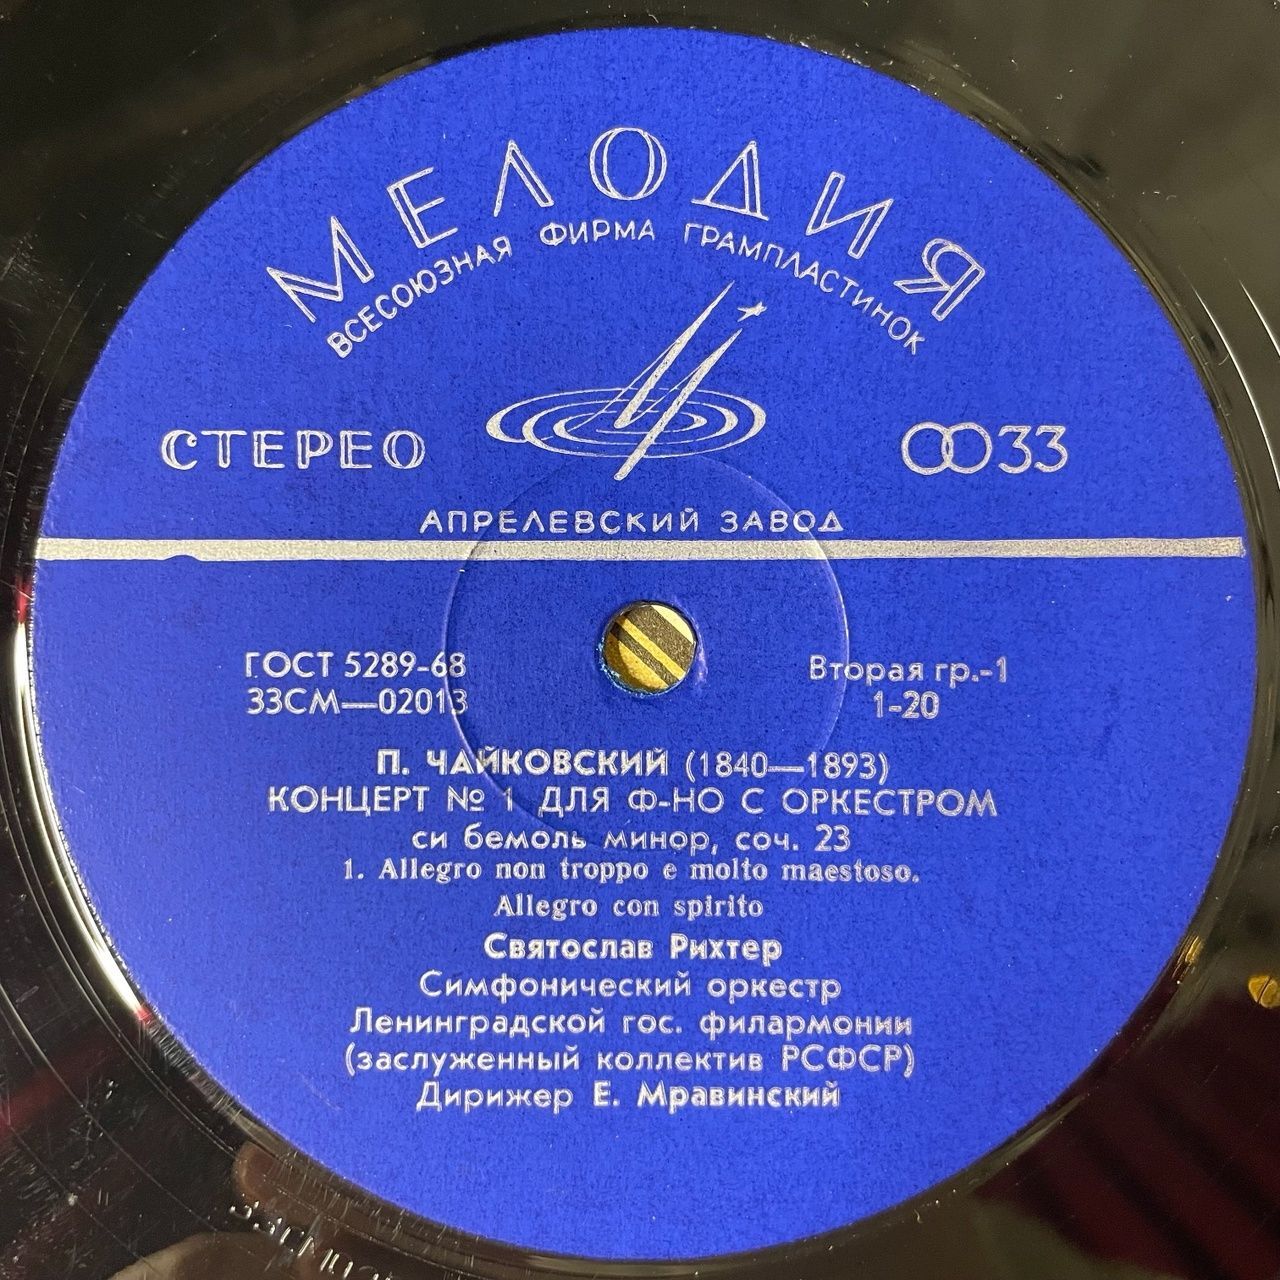 МЕЛОДИЯ
ВСЕСОЮЗНАЯ ФИРМА ГРАМПЛАСТИНОК
СТЕРЕО
33
АПРЕЛЕВСКИЙ ЗАВОД
ГОСТ 5289-68
33СМ—02013
Вторая гр.-1
1-20
П. ЧАЙКОВСКИЙ (1840—1893)
КОНЦЕРТ № 1 ДЛЯ Ф-НО С ОРКЕСТРОМ
си бемоль минор, соч. 23
1. Allegro non troppo e molto maestoso.
Allegro con spirito
Святослав Рихтер
Симфонический оркестр
Ленинградской гос. филармонии
(заслуженный коллектив РСФСР)
Дирижер Е. Мравинский